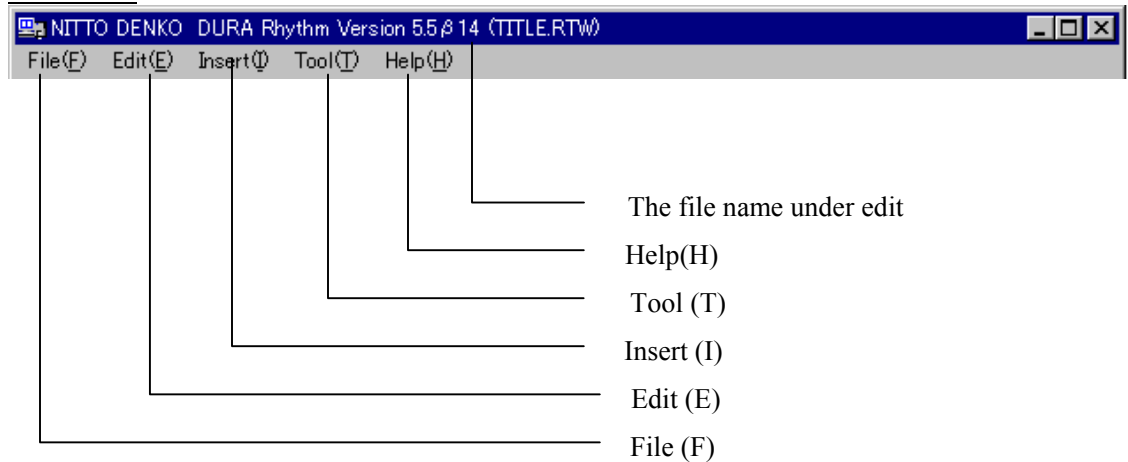 NITTO DENKO DURA Rhythm Version 5.5β14 (TITLE.RTW)
File(F) Edit(E) Insert(I) Tool(T) Help(H)
The file name under edit
Help(H)
Tool (T)
Insert (I)
Edit (E)
File (F)